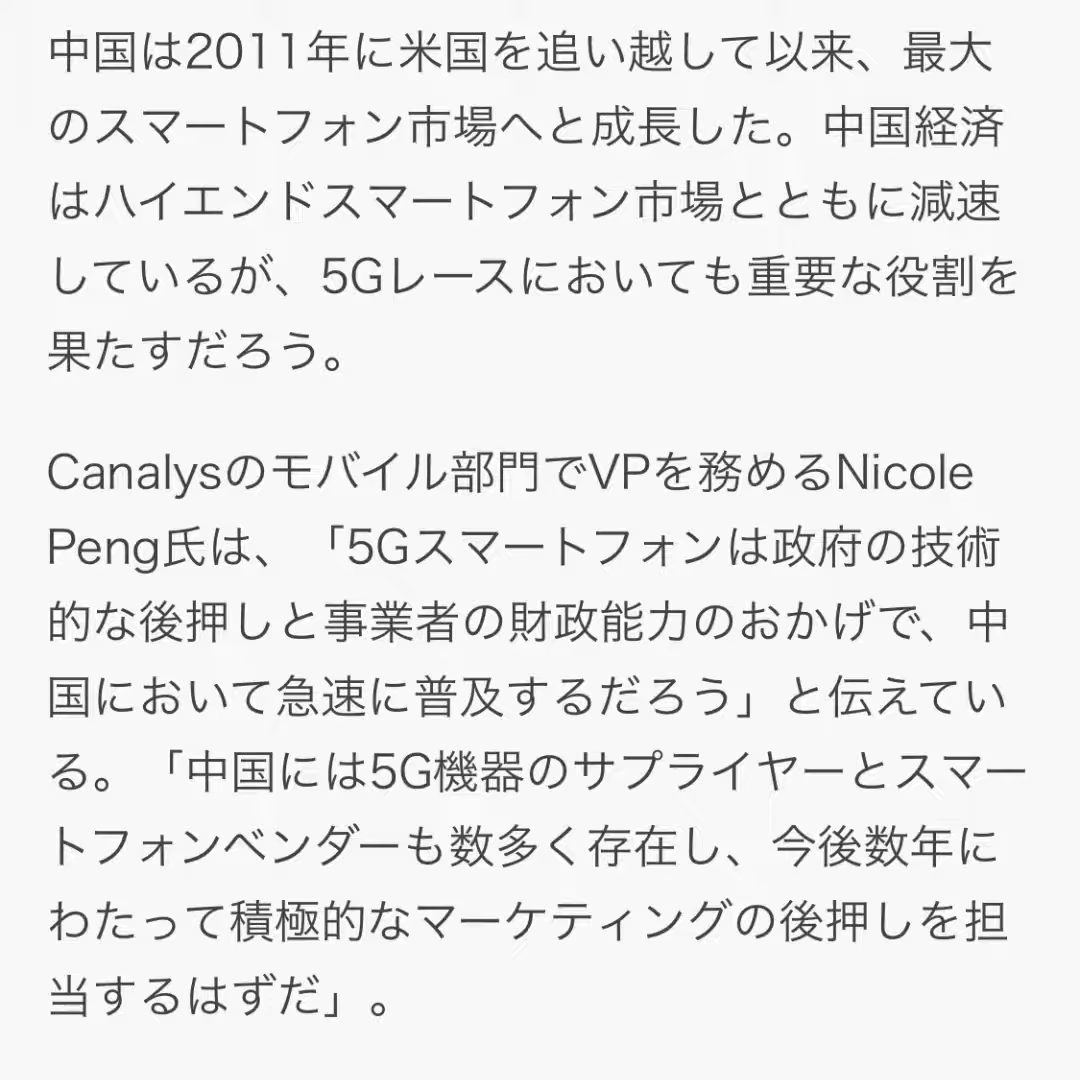 中国は2011年に米国を追い越して以来、最大
のスマートフォン市場へと成長した。中国経済
はハイエンドスマートフォン市場とともに減速
しているが、5Gレースにおいても重要な役割を
果たすだろう。
Canalysのモバイル部門でVPを務めるNicole
Peng氏は、「5Gスマートフォンは政府の技術
的な後押しと事業者の財政能力のおかげで、中
国において急速に普及するだろう」と伝えてい
る。「中国には5G機器のサプライヤーとスマー
トフォンベンダーも数多く存在し、今後数年に
わたって積極的なマーケティングの後押しを担
当するはずだ」。